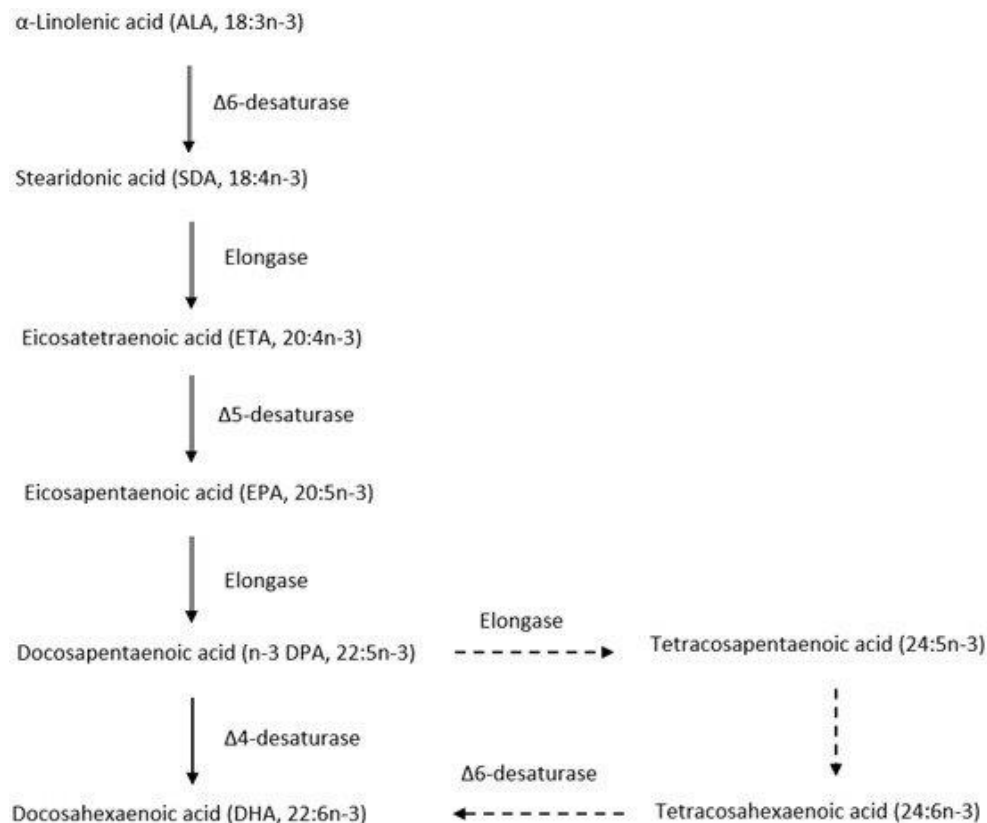 α-Linolenic acid (ALA, 18:3n-3)
Δ6-desaturase
Stearidonic acid (SDA, 18:4n-3)
Elongase
Eicosatetraenoic acid (ETA, 20:4n-3)
Δ5-desaturase
Eicosapentaenoic acid (EPA, 20:5n-3)
Elongase
Elongase
Docosapentaenoic acid (n-3 DPA, 22:5n-3)
Tetracosapentaenoic acid (24:5n-3)
Δ4-desaturase
Δ6-desaturase
Docosahexaenoic acid (DHA, 22:6n-3)
Tetracosahexaenoic acid (24:6n-3)